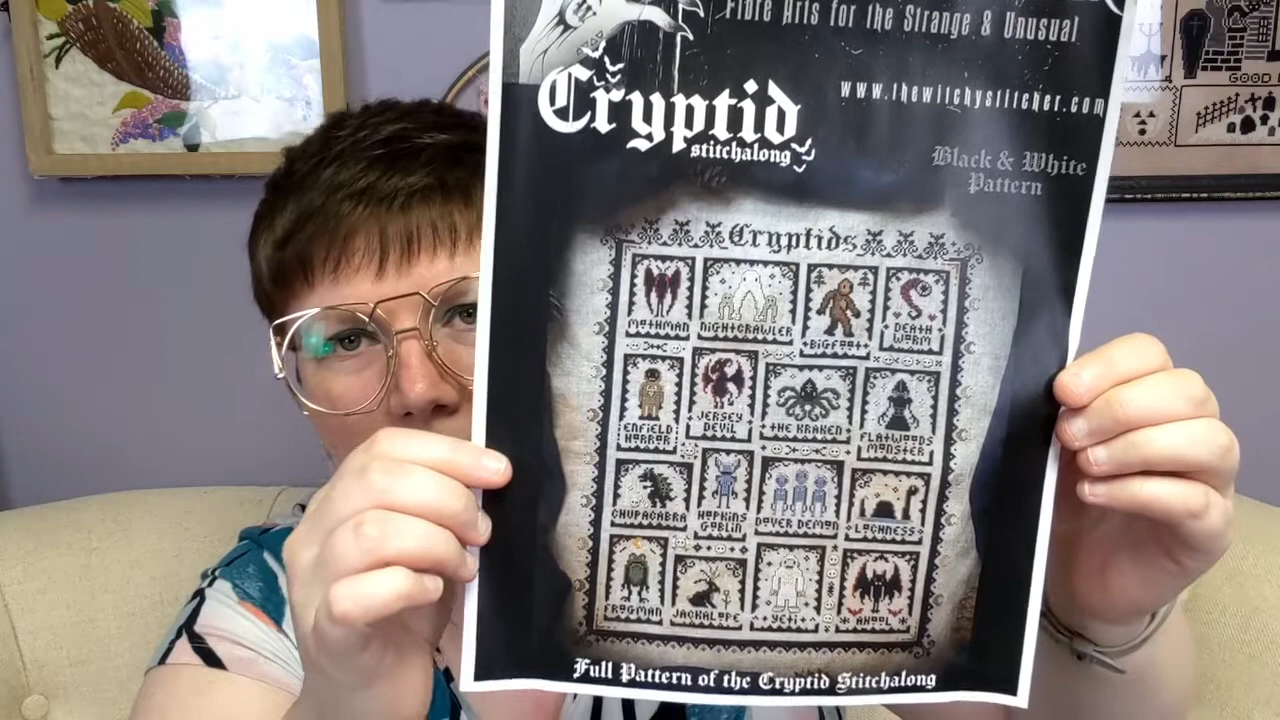 Fibre Arts for the Strange & Unusual
Cryptid
stitchalong
www.thewitchystitcher.com
Black & White
Pattern
Cryptids
MOTHMAN
NIGHTCRAWLER
BIGFOOT
DEATH
WORM
ENFIELD
HORROR
JERSEY
DEVIL
THE KRAKEN
FLATWOODS
MONSTER
CHUPACABRA
HOPKINS
GOBLIN
DOVER DEMON
LOCHNESS
FROGMAN
JACKALOPE
YETI
AHOOL
Full Pattern of the Cryptid Stitchalong
GOOD